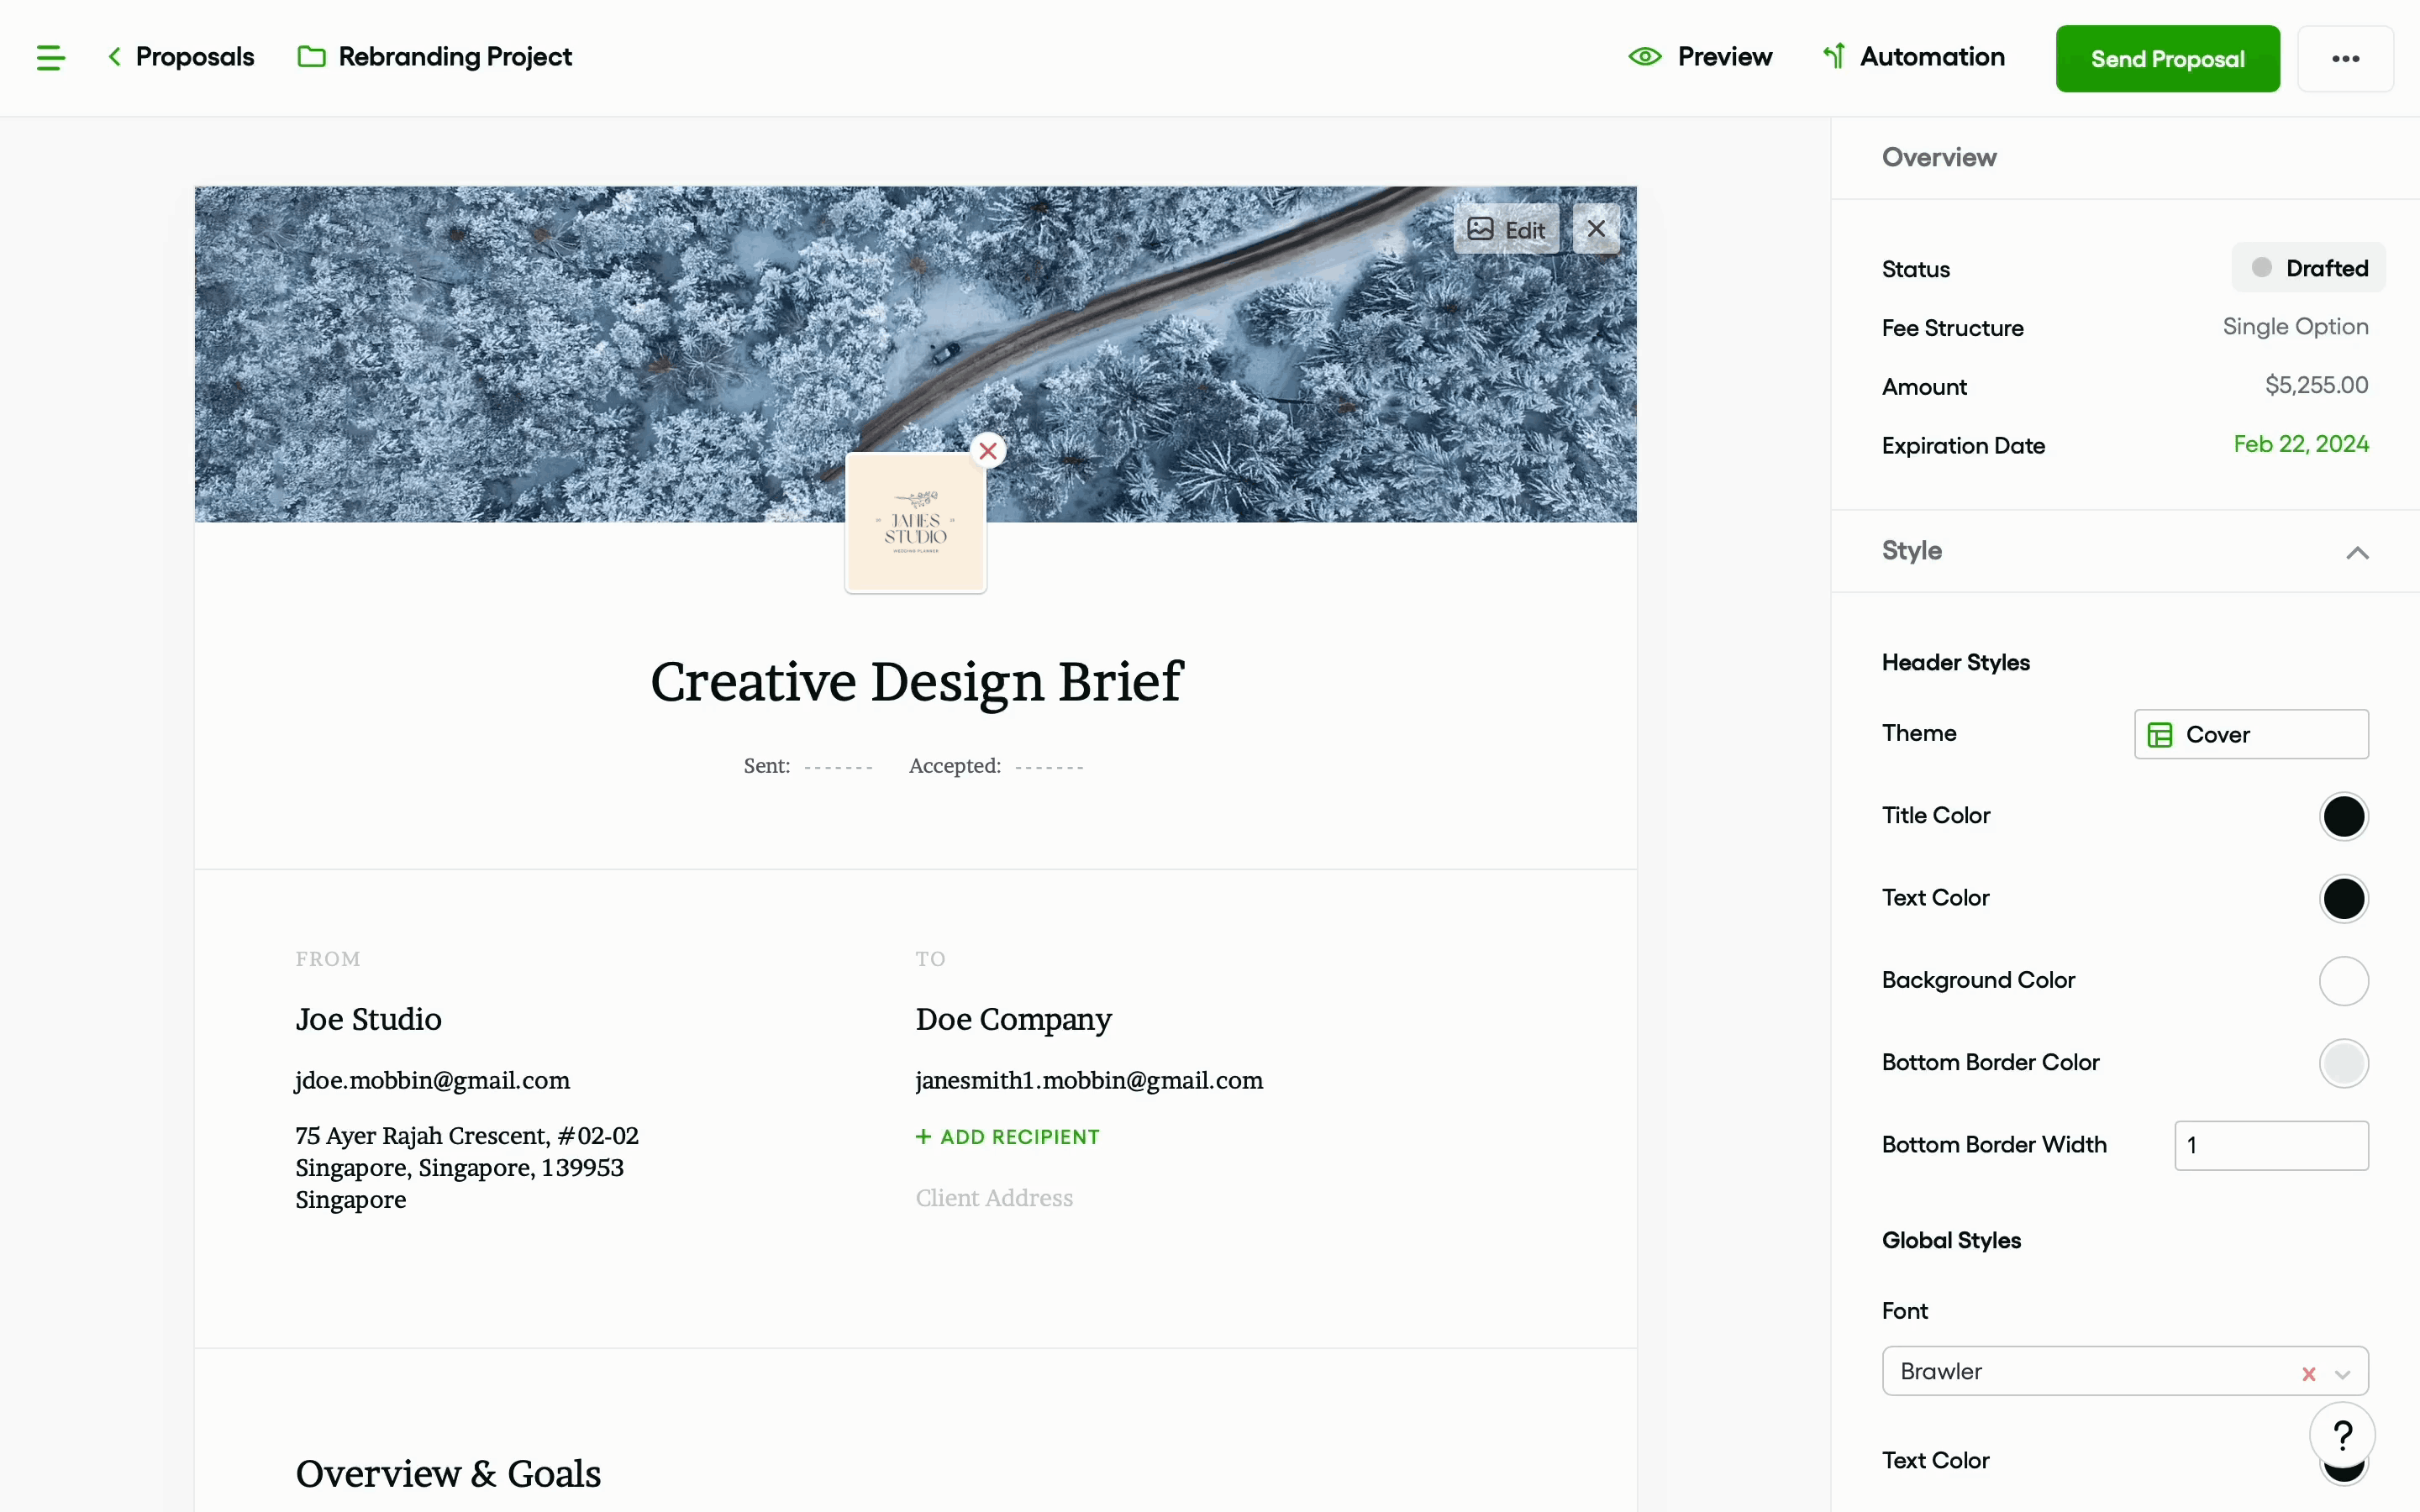 Proposals
Rebranding Project
Preview
Automation
Send Proposal
Edit
JANES
STUDIO
WEDDING PLANNER
Creative Design Brief
Sent: -------
Accepted: -------
FROM
Joe Studio
jdoe.mobbin@gmail.com
75 Ayer Rajah Crescent, #02-02
Singapore, Singapore, 139953
Singapore
TO
Doe Company
janesmith1.mobbin@gmail.com
+ ADD RECIPIENT
Client Address
Overview & Goals
Overview
Status
Drafted
Fee Structure
Single Option
Amount
$5,255.00
Expiration Date
Feb 22, 2024
Style
Header Styles
Theme
Cover
Title Color
Text Color
Background Color
Bottom Border Color
Bottom Border Width
1
Global Styles
Font
Brawler
?
Text Color